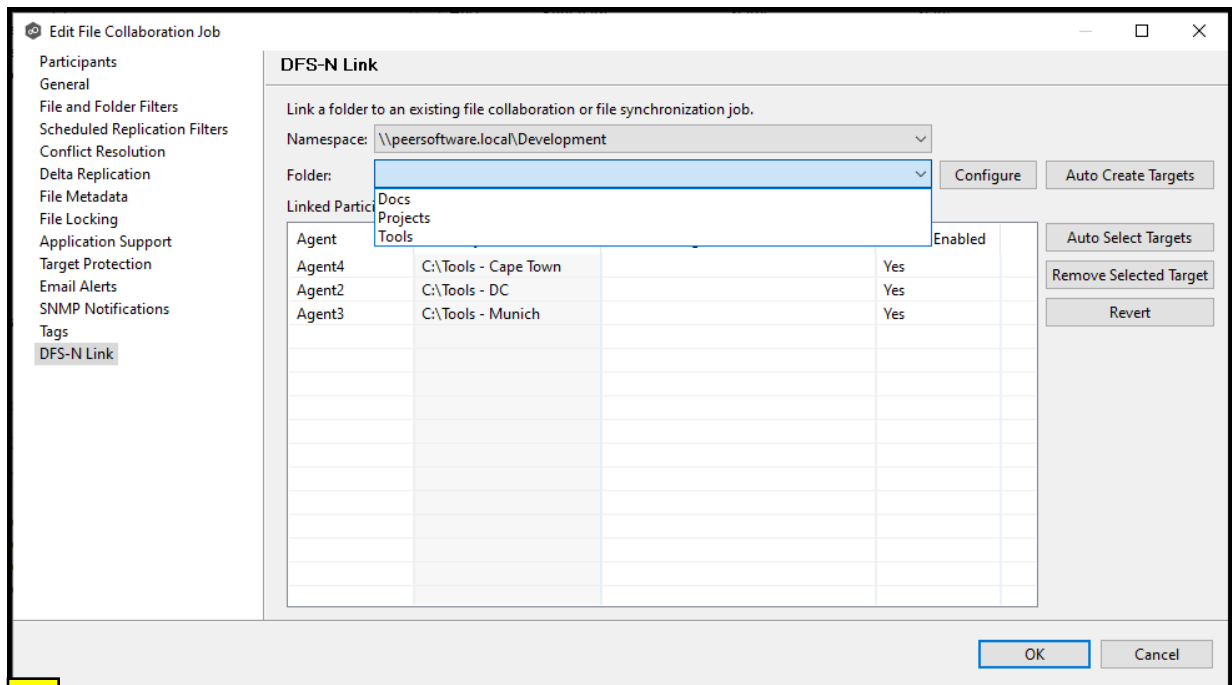 Edit File Collaboration Job
Participants
General
File and Folder Filters
Scheduled Replication Filters
Conflict Resolution
Delta Replication
File Metadata
File Locking
Application Support
Target Protection
Email Alerts
SNMP Notifications
Tags
DFS-N Link
DFS-N Link
Link a folder to an existing file collaboration or file synchronization job.
Namespace: \\peersoftware.local\Development
Folder: Configure Auto Create Targets
Docs
Projects
Tools
Linked
Agent Enabled Auto Select Targets
Agent4 C:\Tools - Cape Town Yes
Agent2 C:\Tools - DC Yes
Agent3 C:\Tools - Munich Yes
Remove Selected Target
Revert
OK Cancel